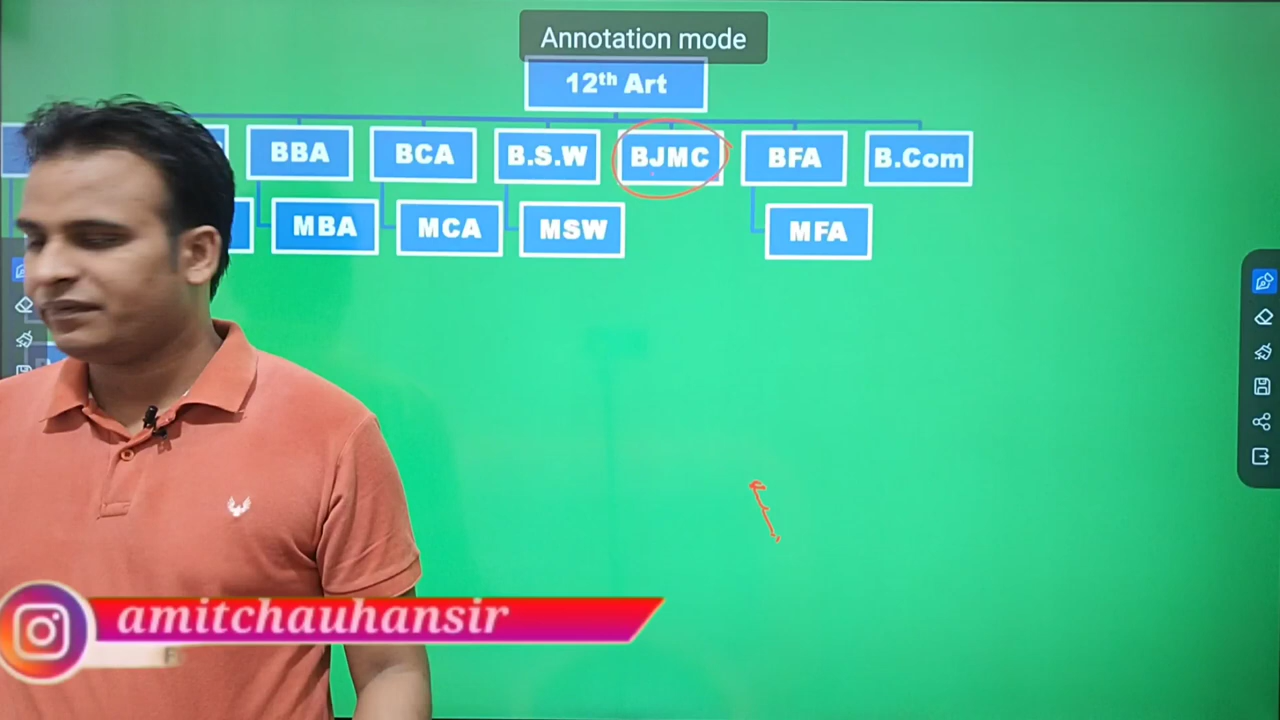 Annotation mode
12th Art
BBA
BCA
B.S.W
BJMC
BFA
B.Com
MBA
MCA
MSW
MFA
amitchauhansir